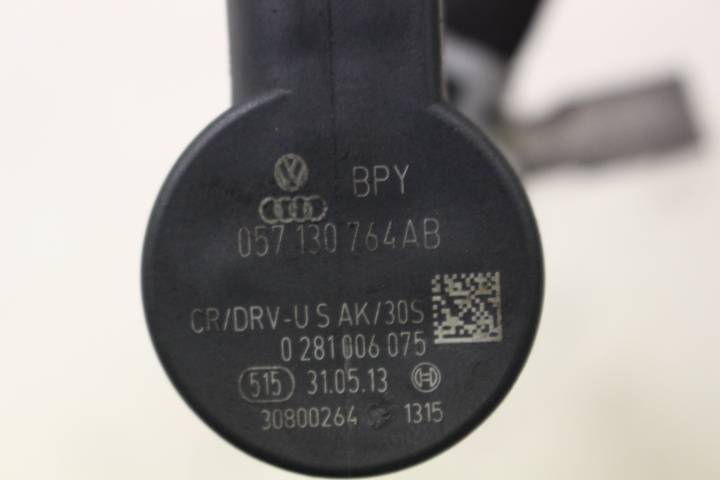 BPY
057 130 764AB
CR/DRV-U S AK/30S
0 281 006 075
515 31.05.13
30800264 1315